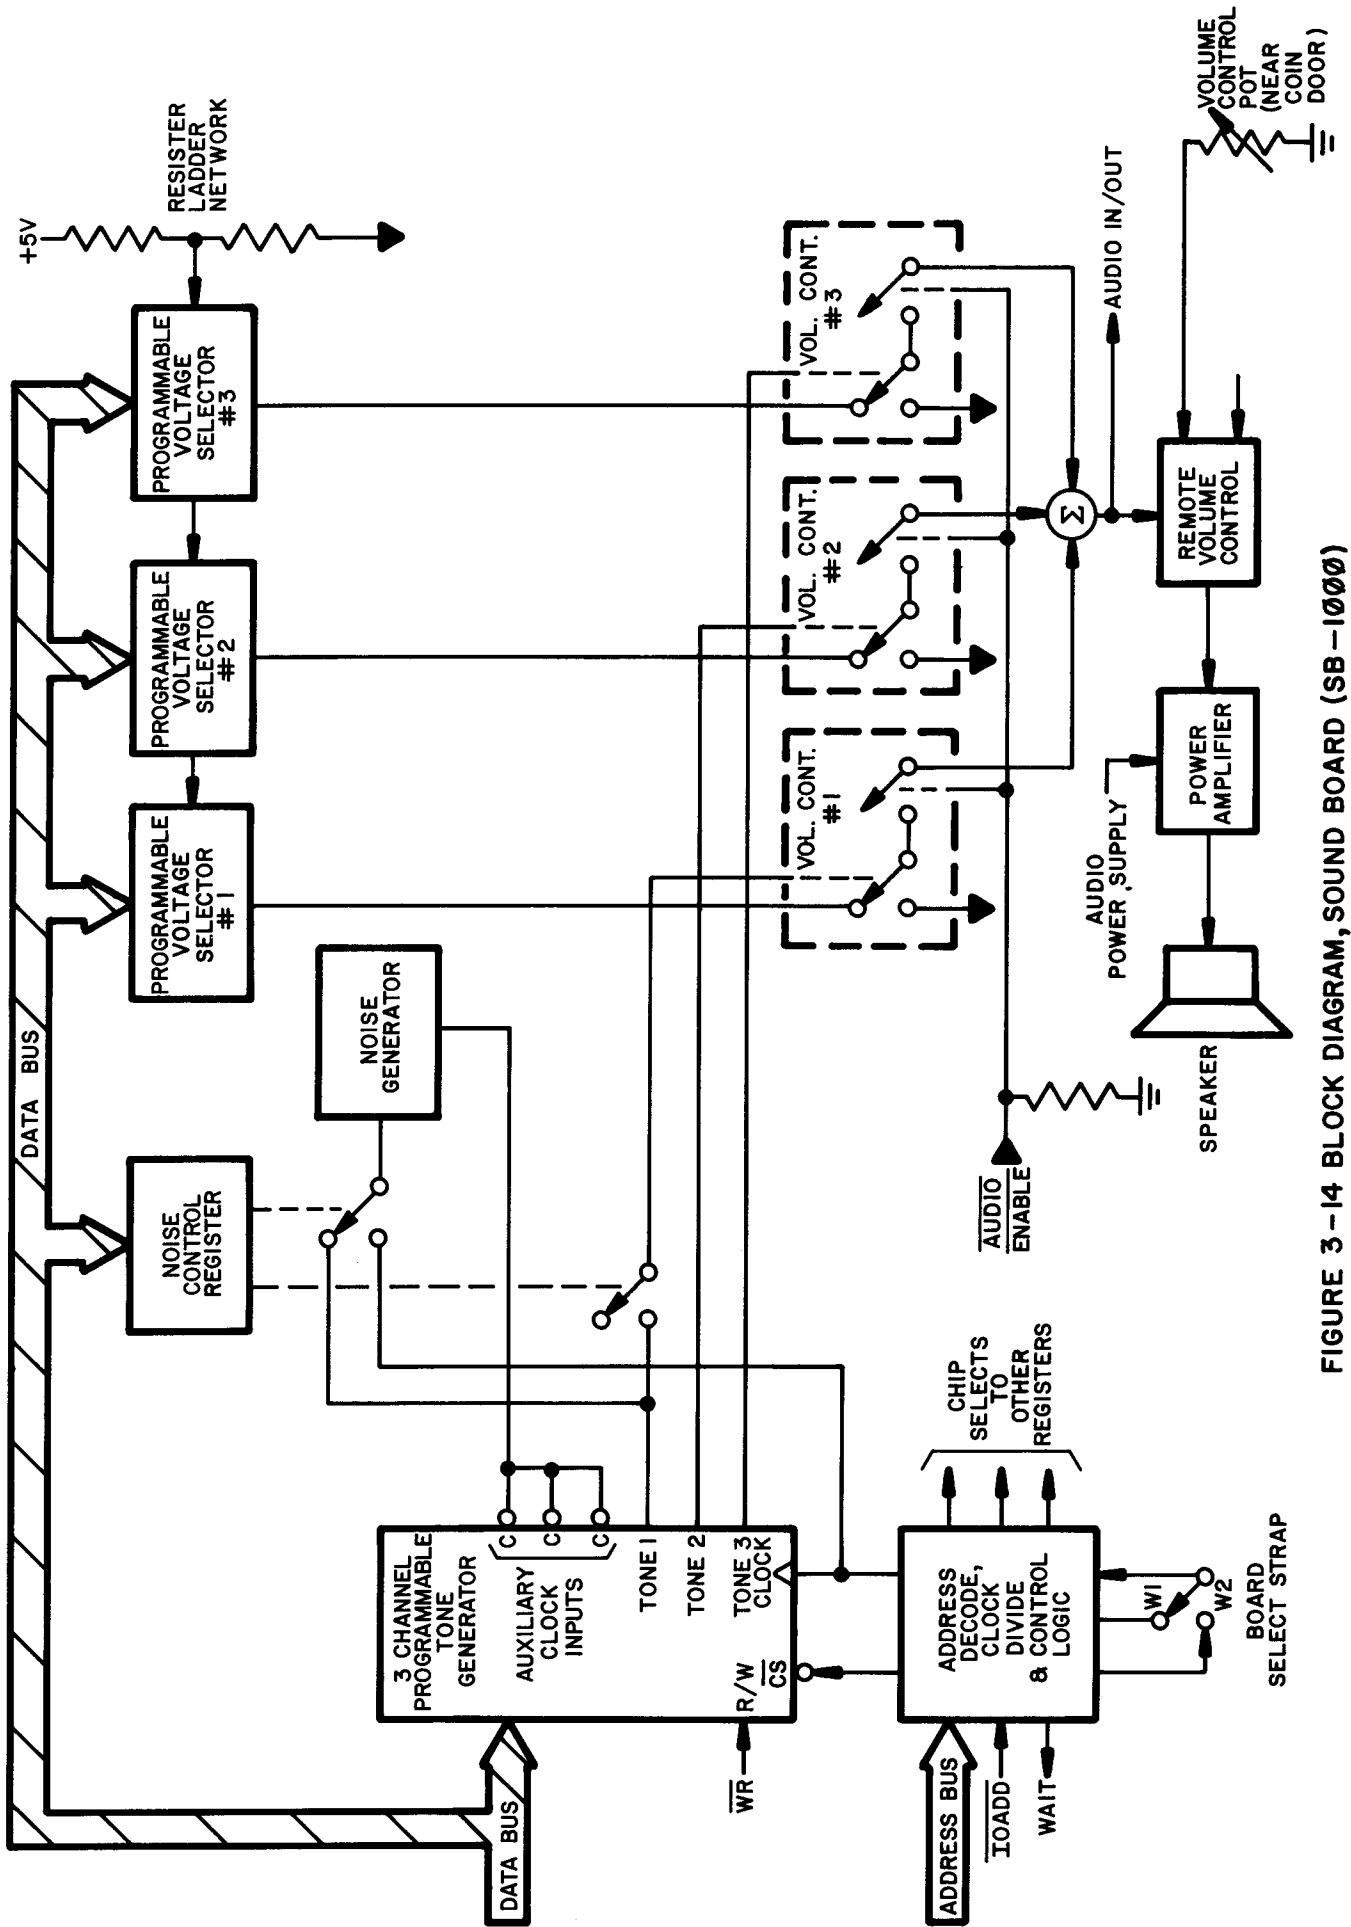 +5V
RESISTER
LADDER
NETWORK
DATA BUS
NOISE
CONTROL
REGISTER
PROGRAMMABLE
VOLTAGE
SELECTOR
#1
PROGRAMMABLE
VOLTAGE
SELECTOR
#2
PROGRAMMABLE
VOLTAGE
SELECTOR
#3
NOISE
GENERATOR
3 CHANNEL
PROGRAMMABLE
TONE
GENERATOR
AUXILIARY
CLOCK
INPUTS
C
C
C
TONE 1
TONE 2
TONE 3
CLOCK
R/W
CS
DATA BUS
WR
VOL. CONT.
#1
VOL. CONT.
#2
VOL. CONT.
#3
ADDRESS
DECODE,
CLOCK
DIVIDE
& CONTROL
LOGIC
ADDRESS BUS
IOADD
WAIT
CHIP
SELECTS
TO
OTHER
REGISTERS
W1
W2
BOARD
SELECT STRAP
AUDIO
ENABLE
Σ
AUDIO IN/OUT
SPEAKER
AUDIO
POWER SUPPLY
POWER
AMPLIFIER
REMOTE
VOLUME
CONTROL
VOLUME
CONTROL
POT
(NEAR
COIN
DOOR)
FIGURE 3-14 BLOCK DIAGRAM, SOUND BOARD (SB-1ØØØ)